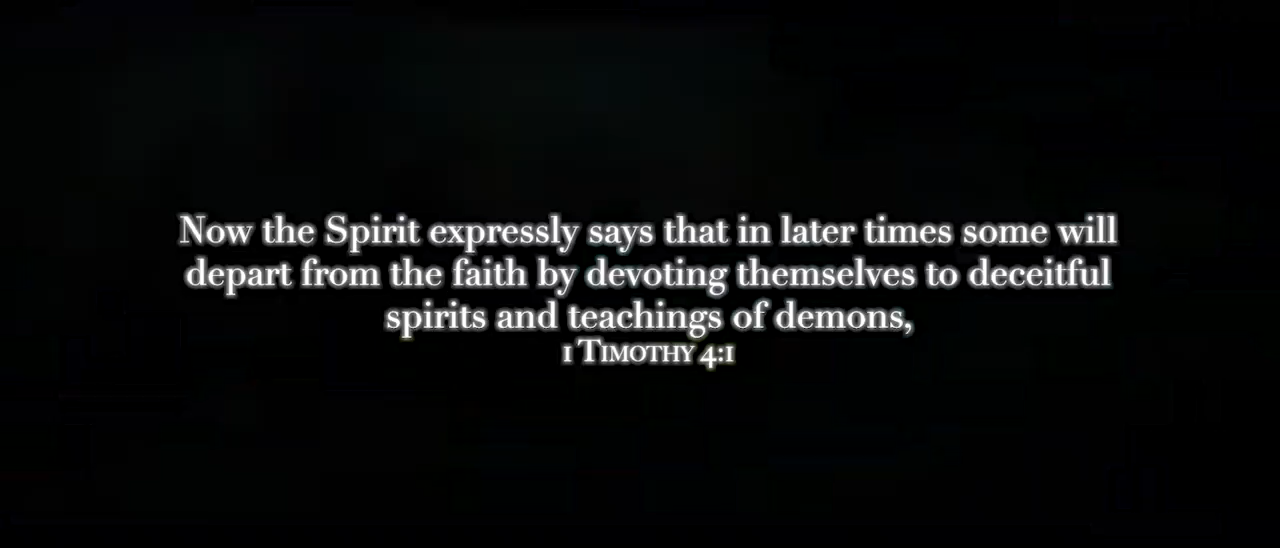 Now the Spirit expressly says that in later times some will
depart from the faith by devoting themselves to deceitful
spirits and teachings of demons,
1 Timothy 4:1